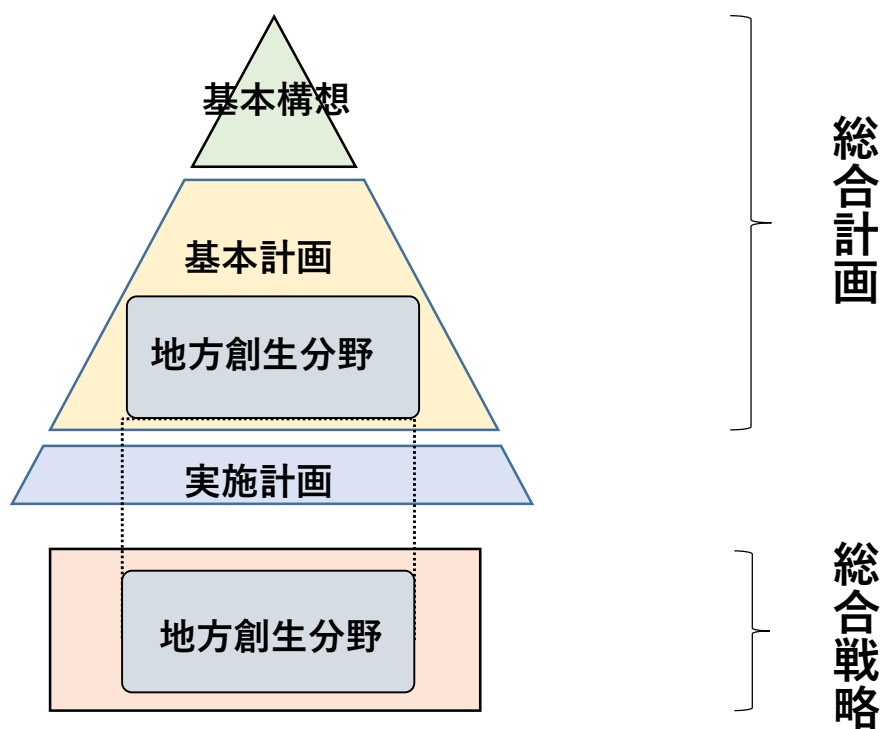 基本構想
基本計画
地方創生分野
実施計画
地方創生分野
総合計画
総合戦略